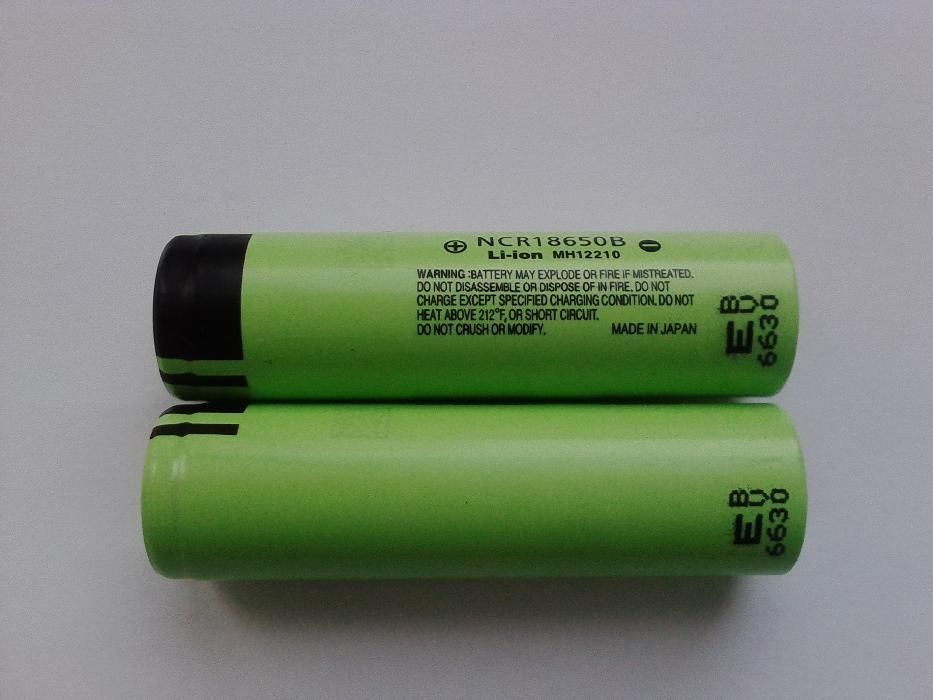 ⊕ NCR18650B ⊖
Li-ion MH12210
WARNING :BATTERY MAY EXPLODE OR FIRE IF MISTREATED.
DO NOT DISASSEMBLE OR DISPOSE OF IN FIRE. DO NOT
CHARGE EXCEPT SPECIFIED CHARGING CONDITION. DO NOT
HEAT ABOVE 212°F, OR SHORT CIRCUIT.
DO NOT CRUSH OR MODIFY. MADE IN JAPAN
E
BU
6630
E
BU
6630